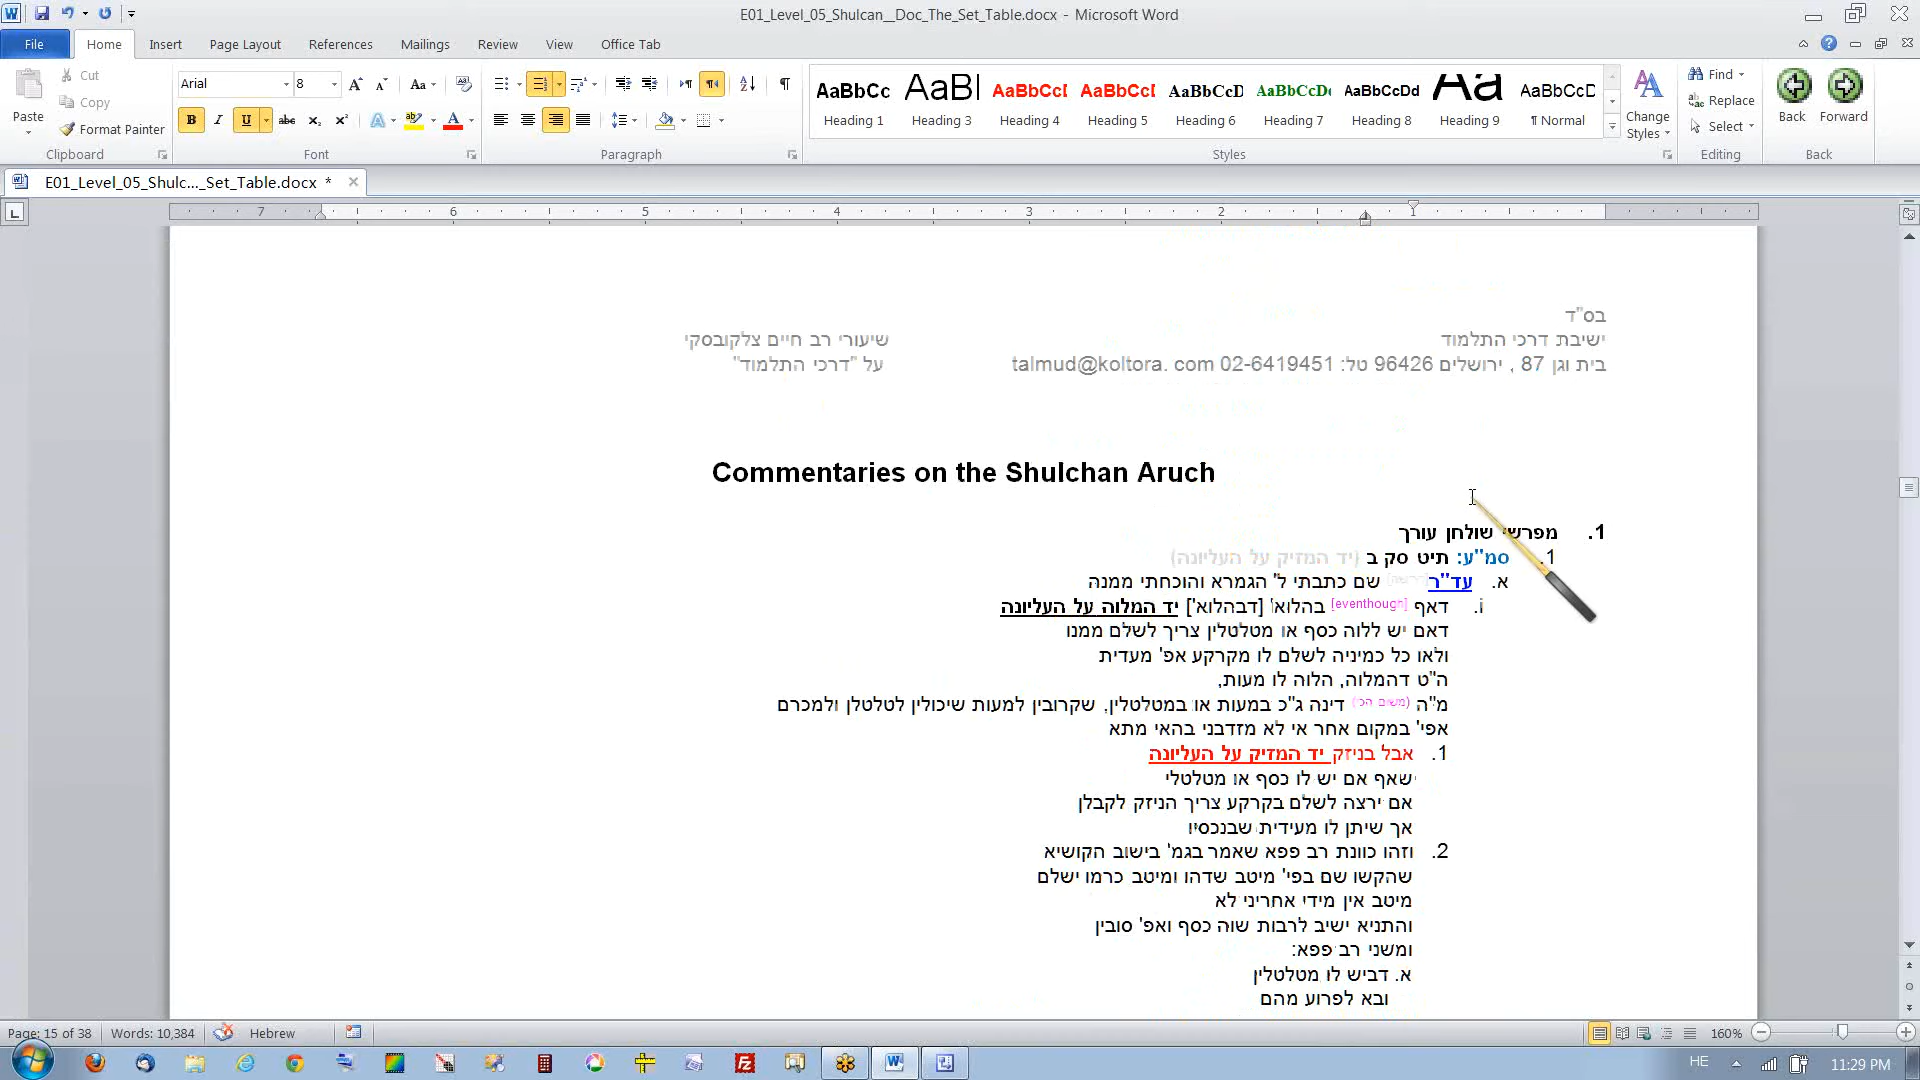 E01_Level_05_Shulcan__Doc_The_Set_Table.docx - Microsoft Word
File Home Insert Page Layout References Mailings Review View Office Tab
Paste Cut Copy Format Painter
Arial 8
AaBbCc AaBl AaBbCcI AaBbCcI AaBbCcD AaBbCcDc AaBbCcDd Aa AaBbCcD
Heading 1 Heading 3 Heading 4 Heading 5 Heading 6 Heading 7 Heading 8 Heading 9 ¶ Normal
Change Styles
Find Replace Select
Back Forward
Clipboard Font Paragraph Styles Editing Back
E01_Level_05_Shulc..._Set_Table.docx *
7 6 5 4 3 2 1
בס"ד
ישיבת דרכי התלמוד שיעורי רב חיים צלקובסקי
בית וגן 87 , ירושלים 96426 טל: 02-6419451 talmud@koltora. com על "דרכי התלמוד"
Commentaries on the Shulchan Aruch
1. מפרשי שולחן עורך
1. סמ"ע: תיט סק ב (יד המזיק על העליונה)
א. עד"ר שם כתבתי ל' הגמרא והוכחתי ממנה
i. דאף [eventhough] בהלואו [דבהלוא'] יד המלוה על העליונה
דאם יש ללוה כסף או מטלטלין צריך לשלם ממנו
ולאו כל כמיניה לשלם לו מקרקע אפ' מעדית
ה"ט דהמלוה, הלוה לו מעות,
מ"ה (משום הכי) דינה ג"כ במעות או במטלטלין, שקרובין למעות שיכולין לטלטלן ולמכרם
אפי' במקום אחר אי לא מזדבני בהאי מתא
1. אבל בניזק יד המזיק על העליונה
שאף אם יש לו כסף או מטלטלי
אם ירצה לשלם בקרקע צריך הניזק לקבלן
אך שיתן לו מעידית שבנכסיו
2. וזהו כוונת רב פפא שאמר בגמ' בישוב הקושיא
שהקשו שם בפי' מיטב שדהו ומיטב כרמו ישלם
מיטב אין מידי אחריני לא
והתניא ישיב לרבות שוה כסף ואפ' סובין
ומשני רב פפא:
א. דביש לו מטלטלין
ובא לפרוע מהם
Page: 15 of 38 Words: 10,384 Hebrew 160%
HE 11:29 PM